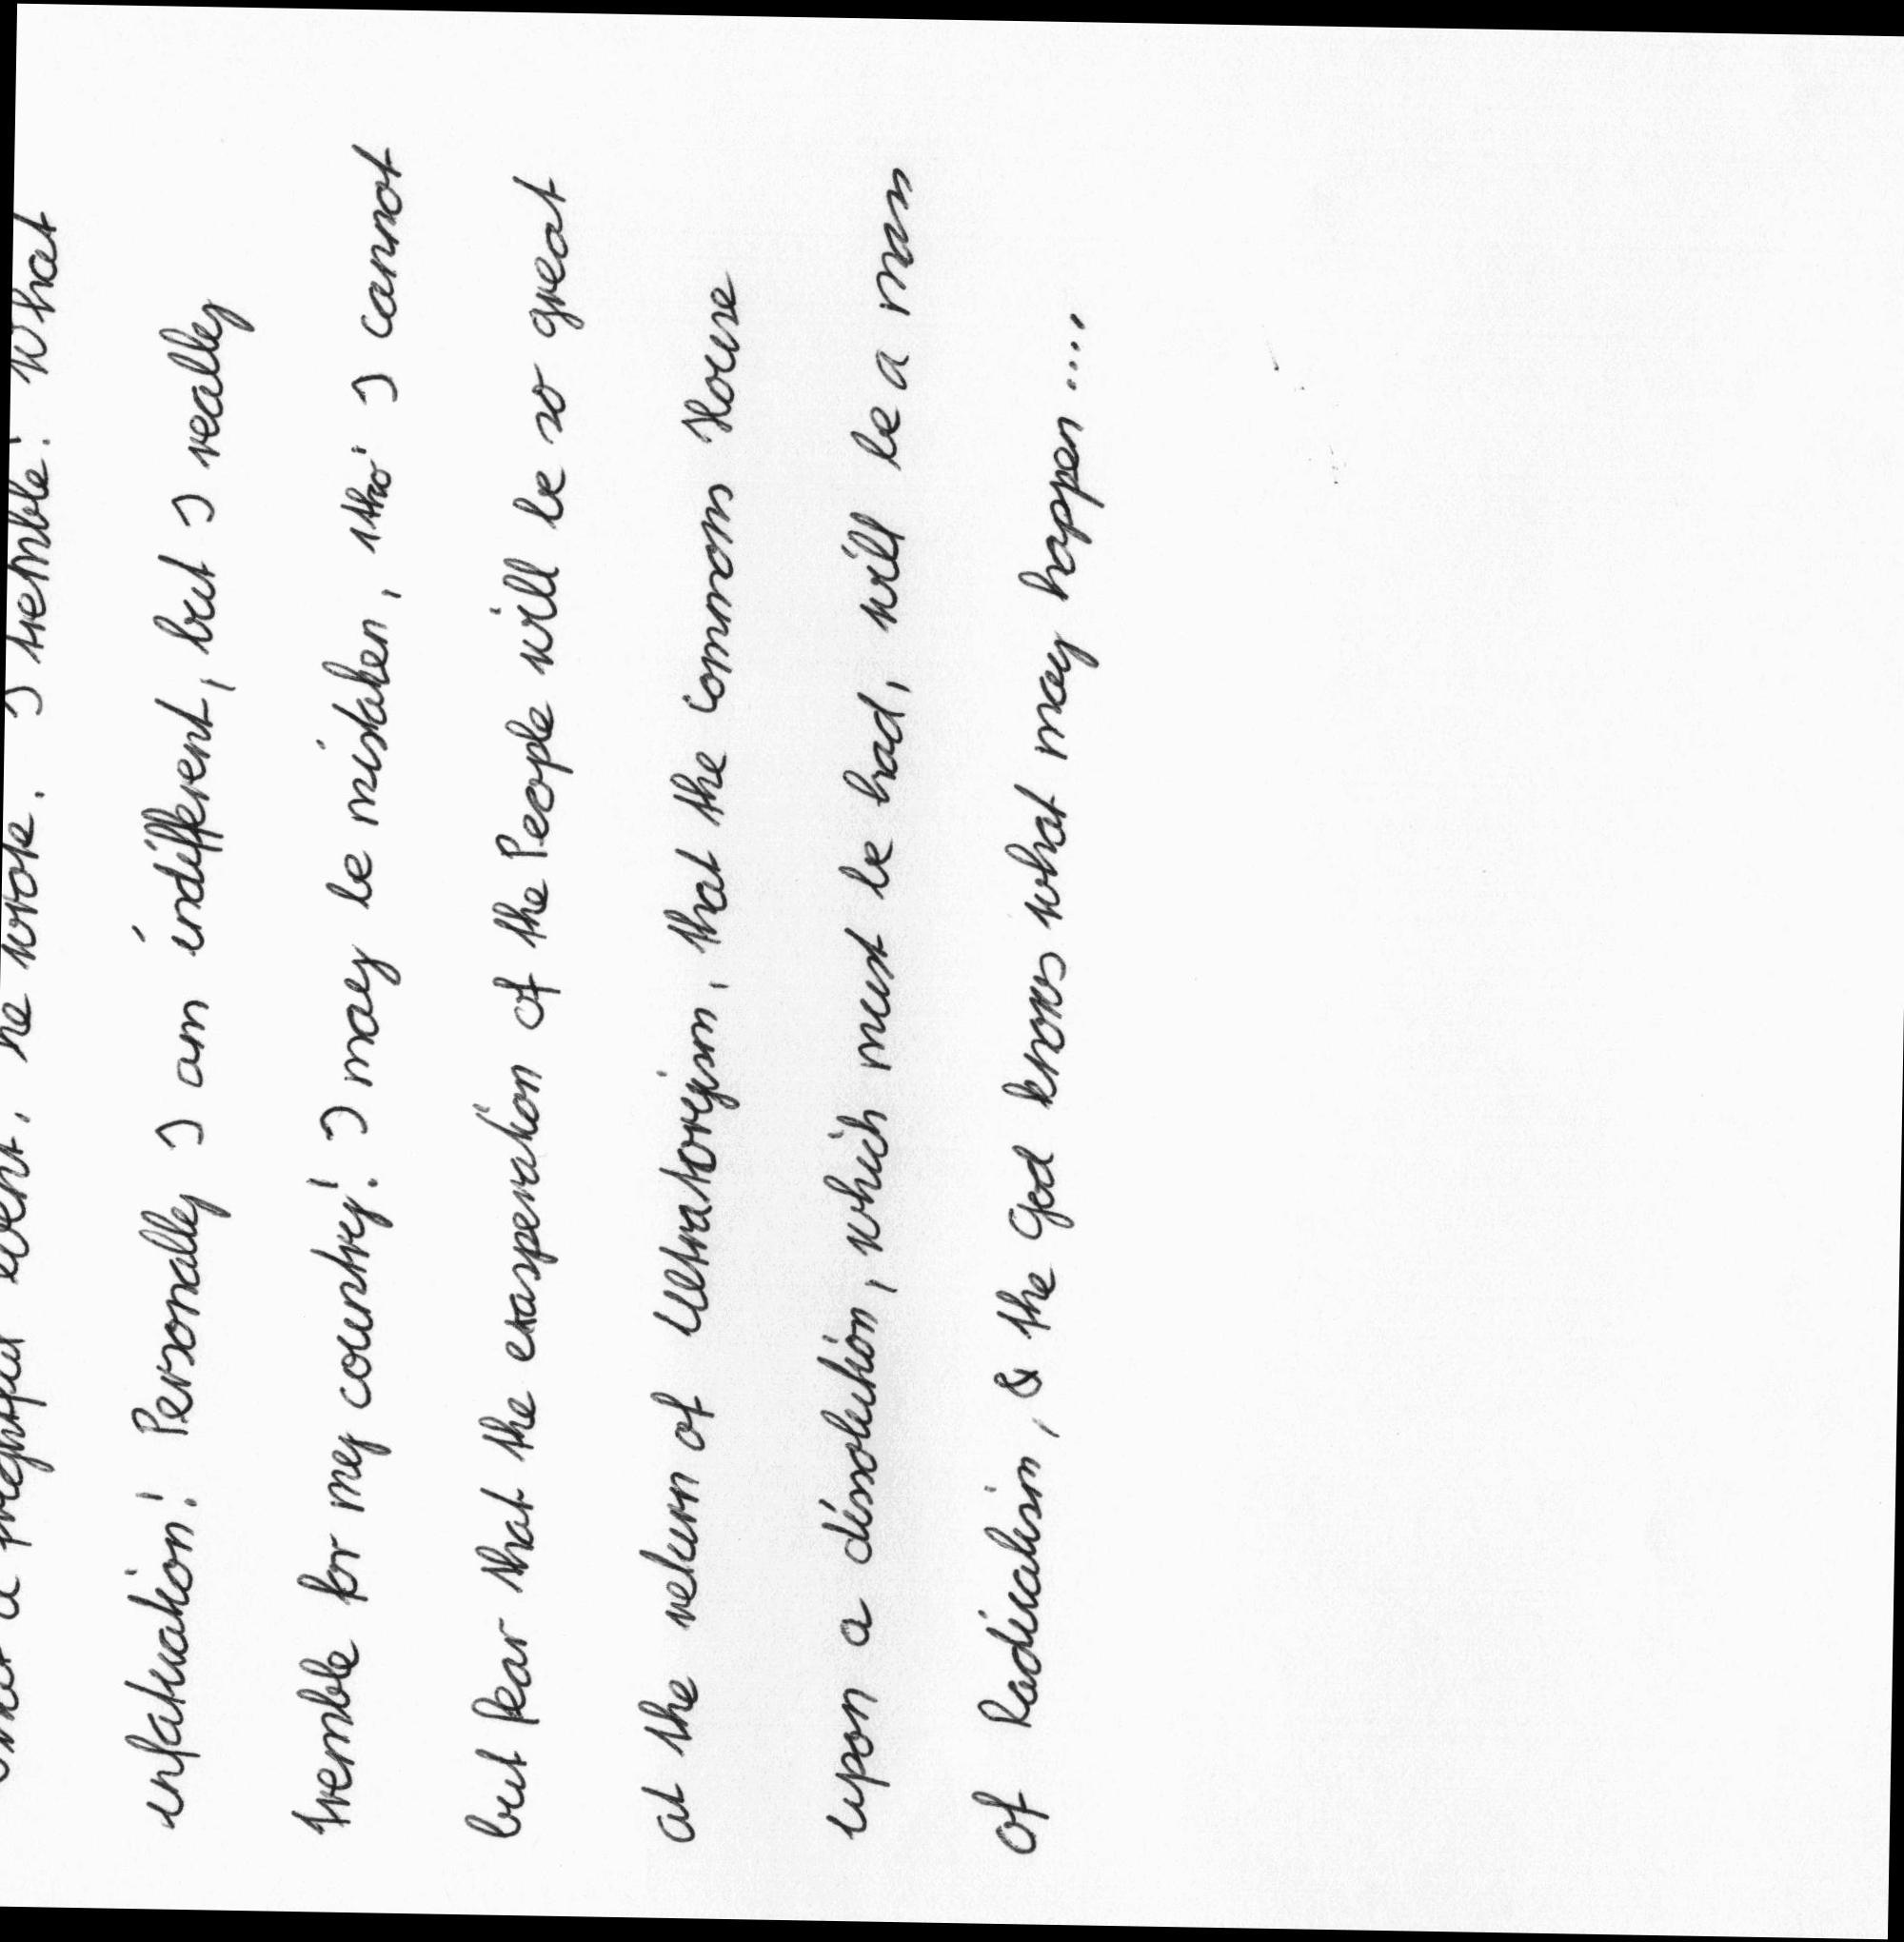 a frightful event, he wrote. I tremble! What
infatuation! Personally I am indifferent, but I really
tremble for my country! I may be mistaken, tho' I cannot
but fear that the exasperation of the People will be so great
at the return of Ultratoryism, that the Commons House
upon a dissolution, which must be had, will be a mass
of Radicalism, & the God knows what may happen....